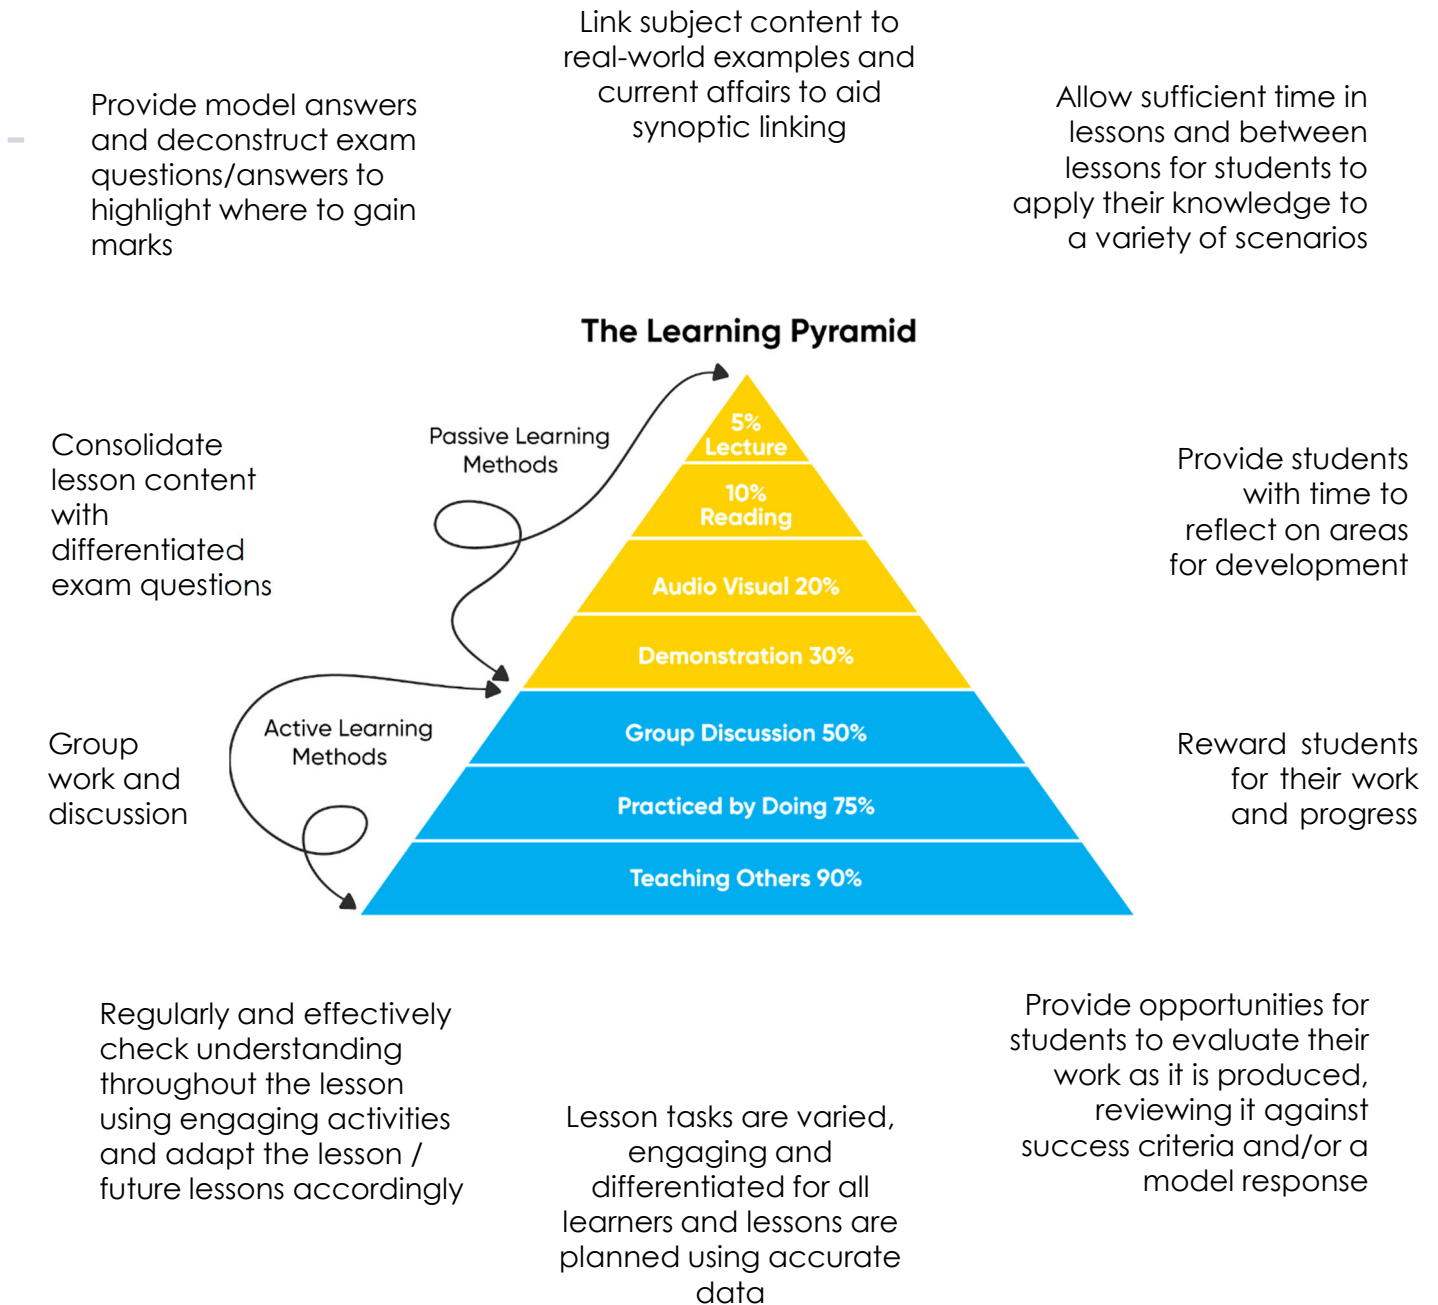 Link subject content to
real-world examples and
current affairs to aid
synoptic linking
Provide model answers
and deconstruct exam
questions/answers to
highlight where to gain
marks
Allow sufficient time in
lessons and between
lessons for students to
apply their knowledge to
a variety of scenarios
The Learning Pyramid
Passive Learning
Methods
5%
Lecture
10%
Reading
Audio Visual 20%
Demonstration 30%
Active Learning
Methods
Group Discussion 50%
Practiced by Doing 75%
Teaching Others 90%
Consolidate
lesson content
with
differentiated
exam questions
Provide students
with time to
reflect on areas
for development
Group
work and
discussion
Reward students
for their work
and progress
Regularly and effectively
check understanding
throughout the lesson
using engaging activities
and adapt the lesson /
future lessons accordingly
Lesson tasks are varied,
engaging and
differentiated for all
learners and lessons are
planned using accurate
data
Provide opportunities for
students to evaluate their
work as it is produced,
reviewing it against
success criteria and/or a
model response